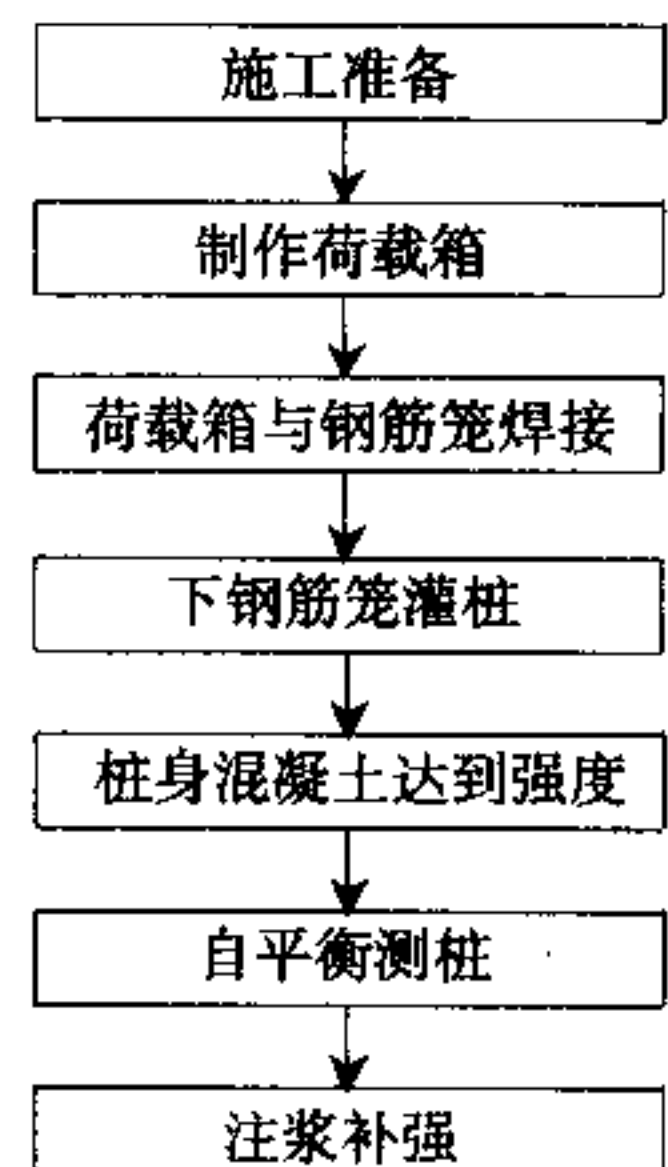 施工准备
制作荷载箱
荷载箱与钢筋笼焊接
下钢筋笼灌桩
桩身混凝土达到强度
自平衡测桩
注浆补强